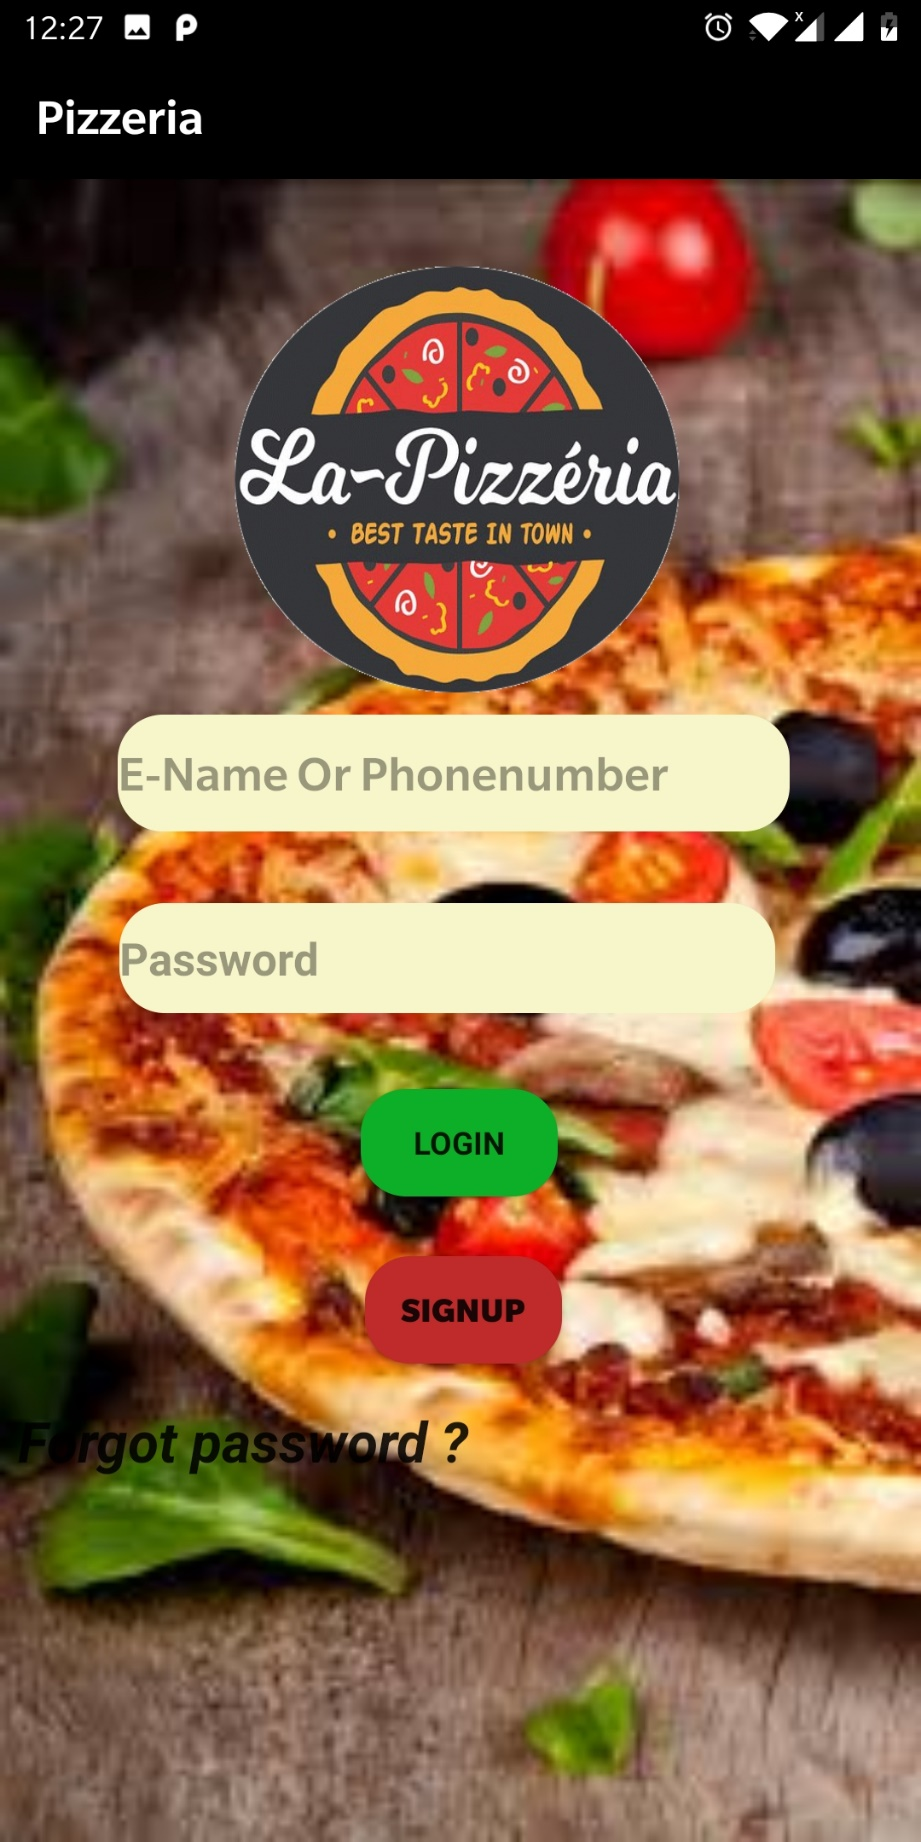 12:27
Pizzeria
La-Pizzéria
• BEST TASTE IN TOWN •
E-Name Or Phonenumber
Password
LOGIN
SIGNUP
Forgot password ?